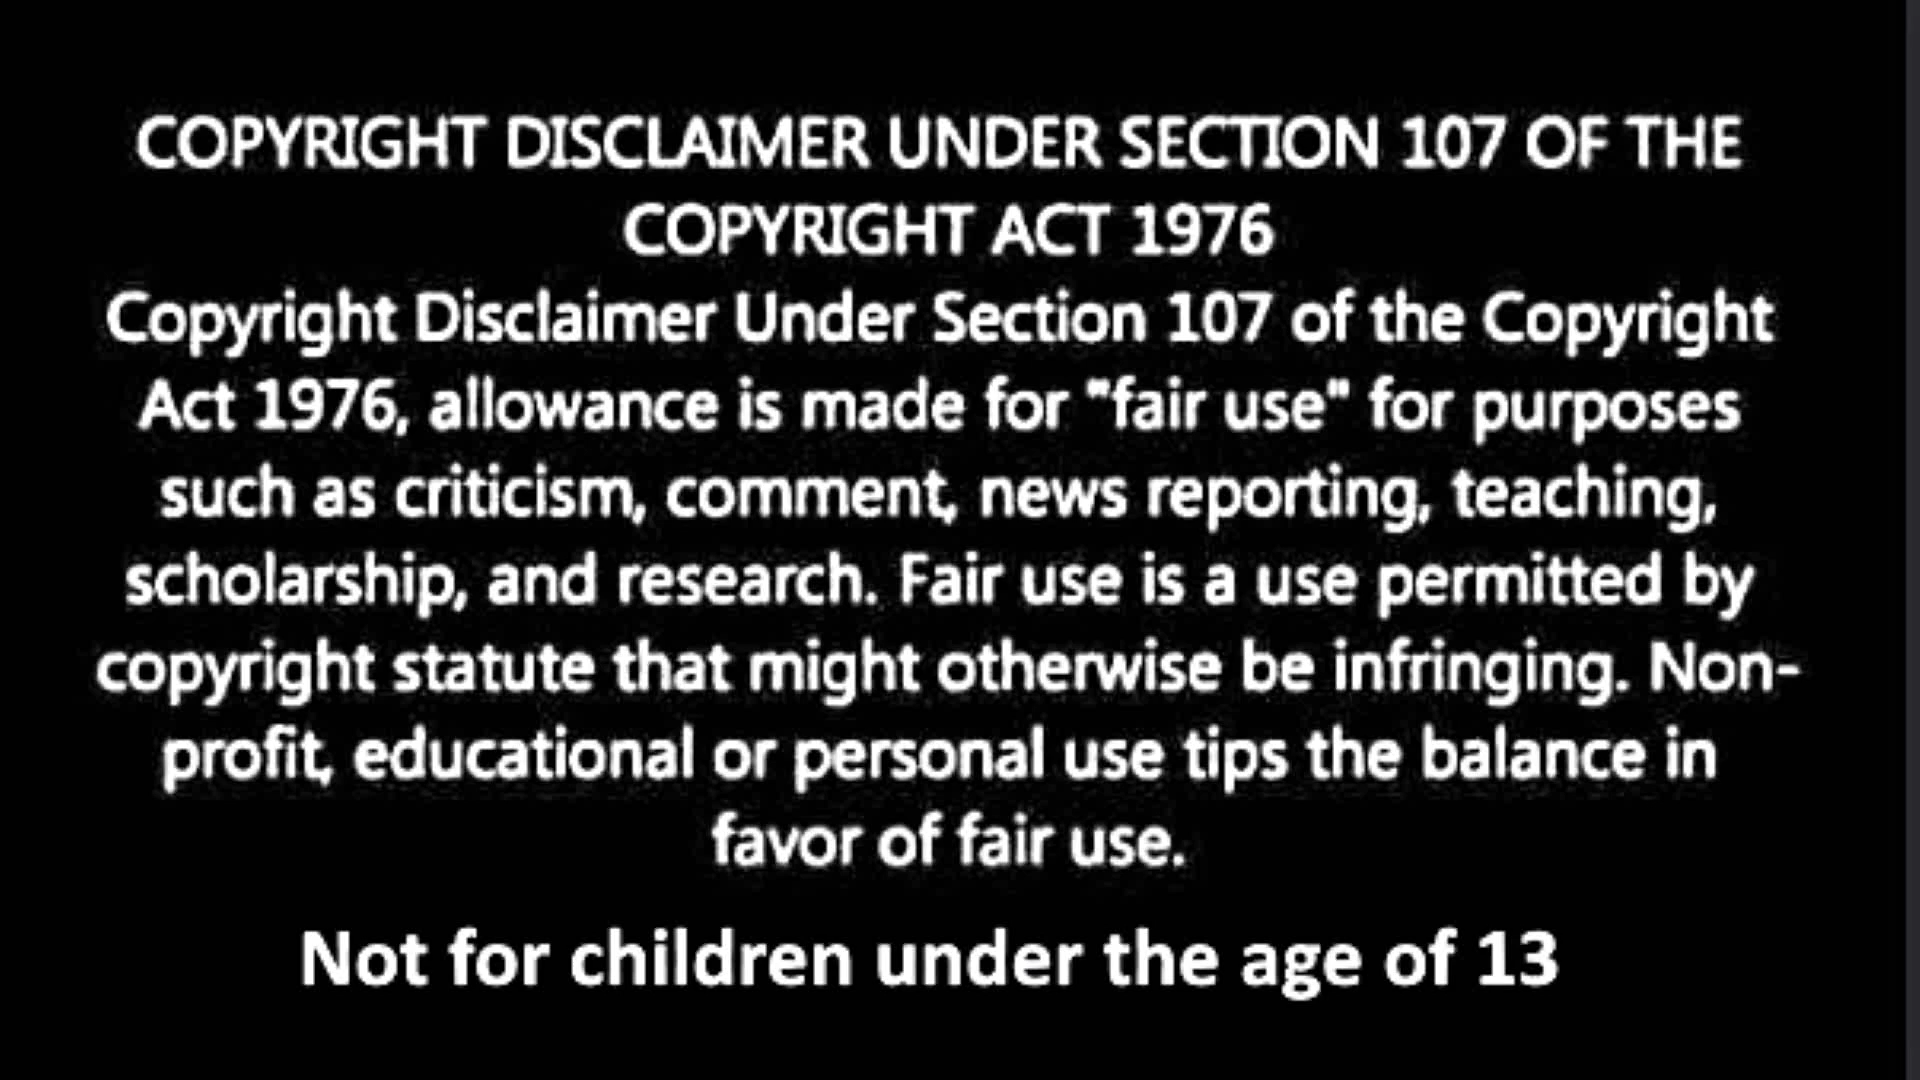 COPYRIGHT DISCLAIMER UNDER SECTION 107 OF THE
COPYRIGHT ACT 1976
Copyright Disclaimer Under Section 107 of the Copyright
Act 1976, allowance is made for "fair use" for purposes
such as criticism, comment, news reporting, teaching,
scholarship, and research. Fair use is a use permitted by
copyright statute that might otherwise be infringing. Non-
profit, educational or personal use tips the balance in
favor of fair use.
Not for children under the age of 13